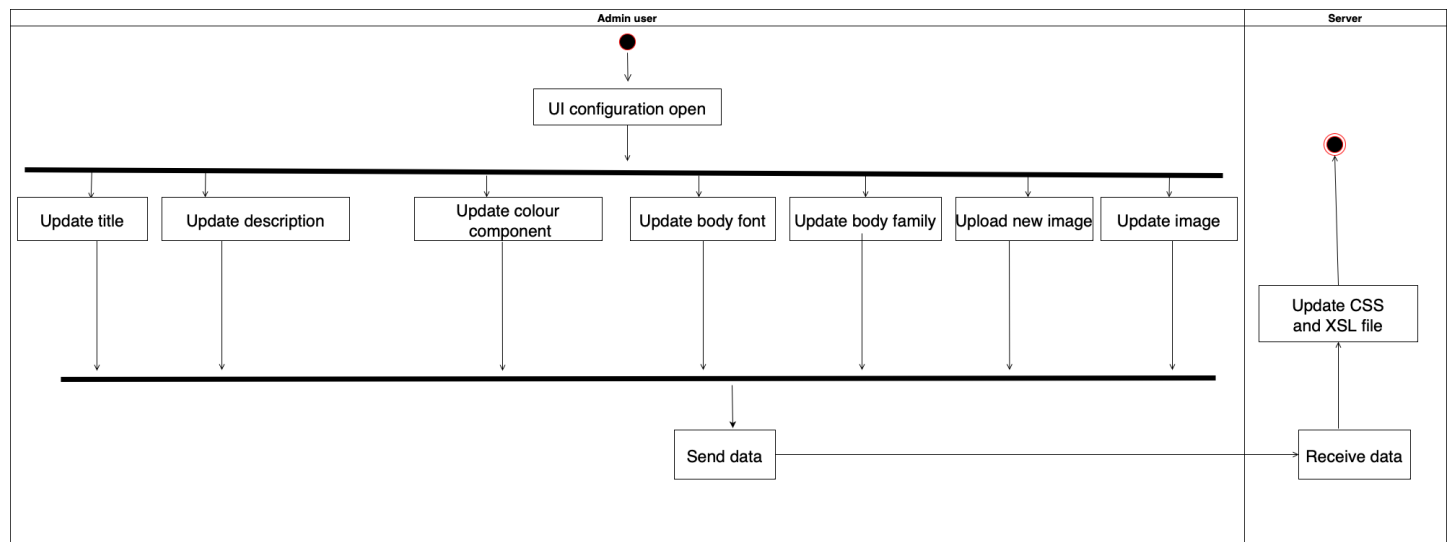 Admin user
Server
UI configuration open
Update title
Update description
Update colour
component
Update body font
Update body family
Upload new image
Update image
Update CSS
and XSL file
Send data
Receive data